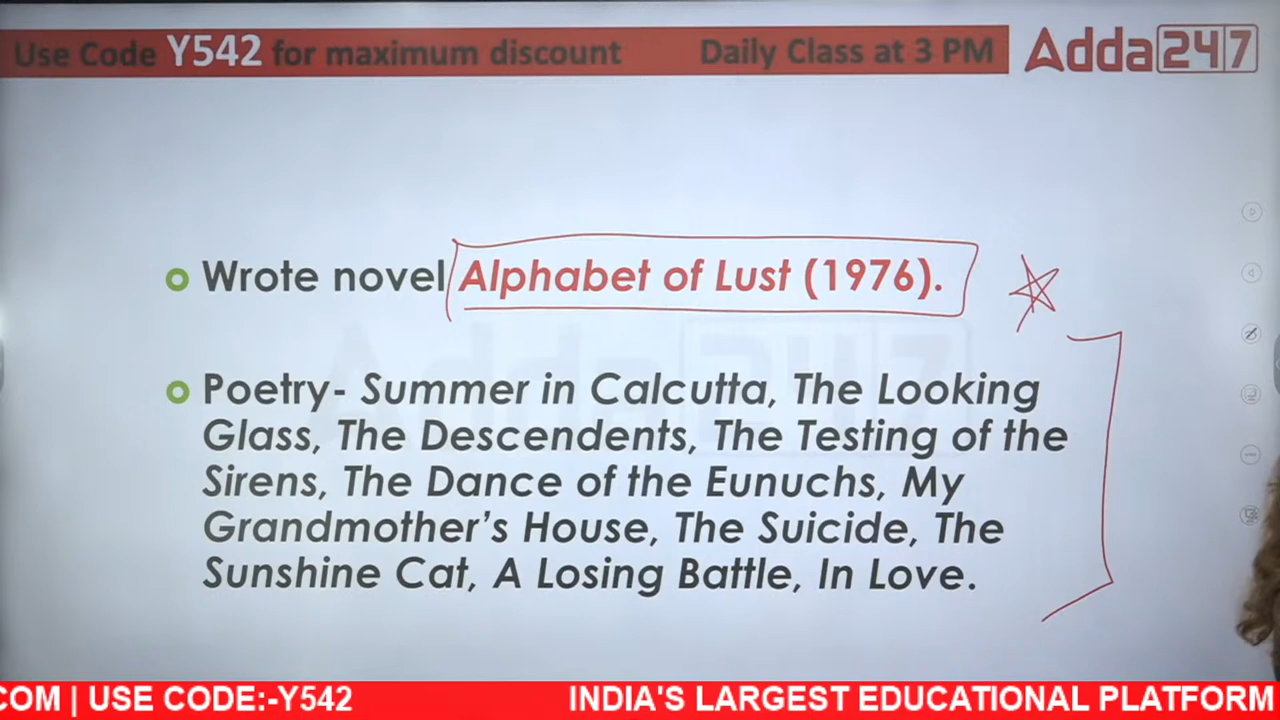 Use Code Y542 for maximum discount Daily Class at 3 PM Adda247
Wrote novel Alphabet of Lust (1976).
Poetry- Summer in Calcutta, The Looking
Glass, The Descendents, The Testing of the
Sirens, The Dance of the Eunuchs, My
Grandmother's House, The Suicide, The
Sunshine Cat, A Losing Battle, In Love.
COM | USE CODE:-Y542 INDIA'S LARGEST EDUCATIONAL PLATFORM